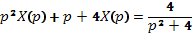 p²X(p) + p + 4X(p) = 4/(p² + 4)